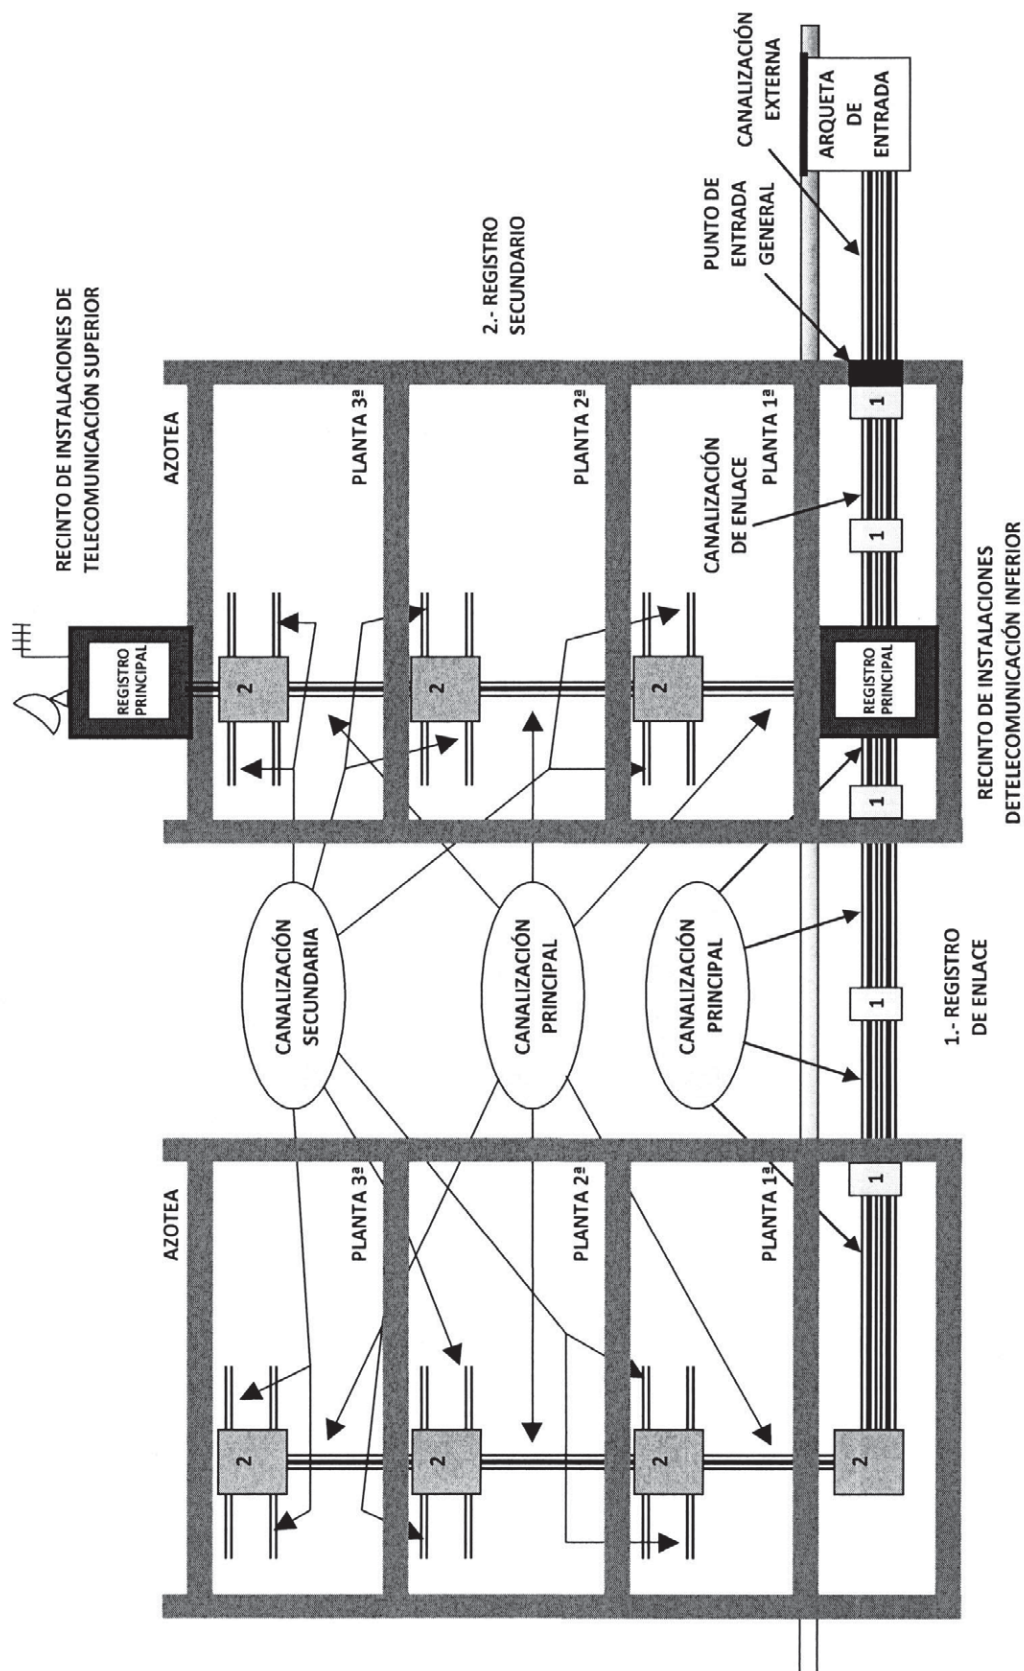 RECINTO DE INSTALACIONES DE
TELECOMUNICACIÓN SUPERIOR
REGISTRO
PRINCIPAL
AZOTEA
AZOTEA
2
2
PLANTA 3ª
PLANTA 3ª
CANALIZACIÓN
SECUNDARIA
2.- REGISTRO
SECUNDARIO
2
2
PLANTA 2ª
PLANTA 2ª
CANALIZACIÓN
PRINCIPAL
2
2
PLANTA 1ª
PLANTA 1ª
CANALIZACIÓN
PRINCIPAL
CANALIZACIÓN
DE ENLACE
PUNTO DE
ENTRADA
GENERAL
CANALIZACIÓN
EXTERNA
2
1
1
1
REGISTRO
PRINCIPAL
1
1
ARQUETA
DE
ENTRADA
1.- REGISTRO
DE ENLACE
RECINTO DE INSTALACIONES
DETELECOMUNICACIÓN INFERIOR